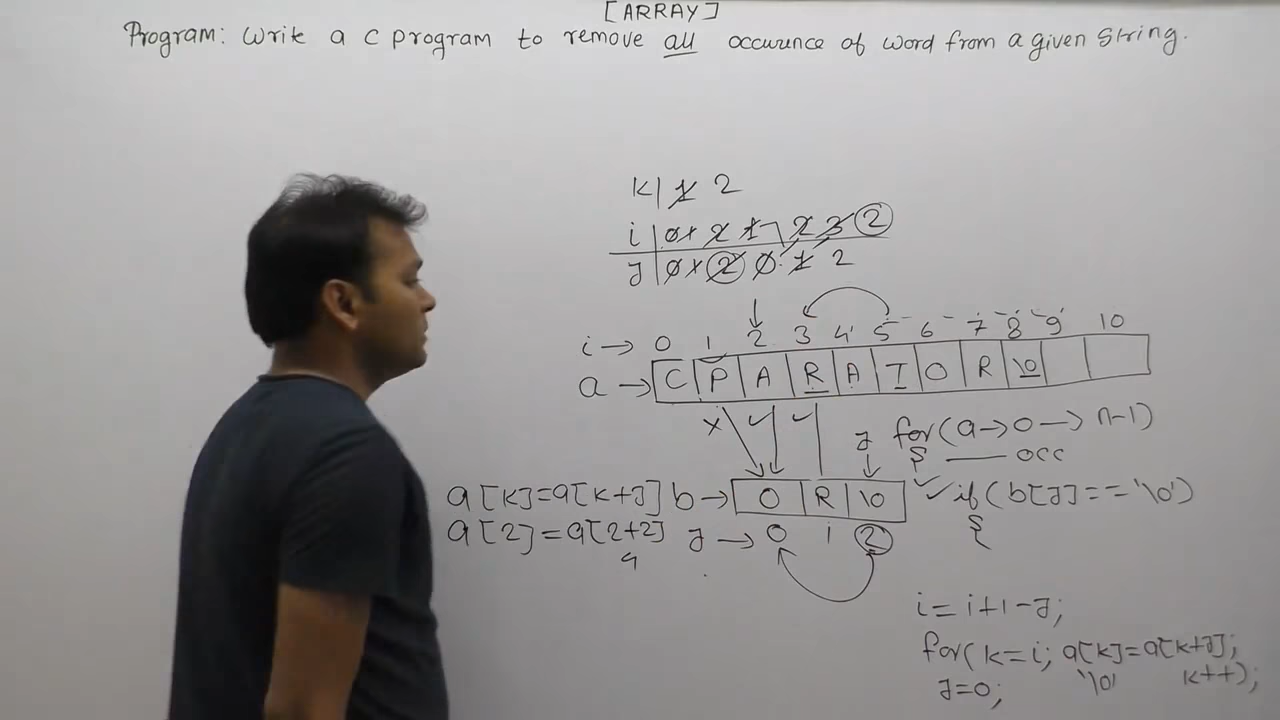 [ARRAY]
Program: Write a C program to remove all occurence of word from a given string.
K| 1 2
i | 0 1 2 1 2 3 2
J | 0 1 2 0 1 2
i → 0 1 2 3 4 5 6 7 8 9 10
a → C P A R A T O R \0
x ✓ ✓
J for(a→0→n-1)
{ —— occ
a[K]=a[K+J] b → O R \0 ✓ if(b[J]=='\0')
a[2]=a[2+2] J → 0 1 2 {
4
i=i+1-J;
for(k=i; a[k]=a[k+J];
J=0; '\0' k++);